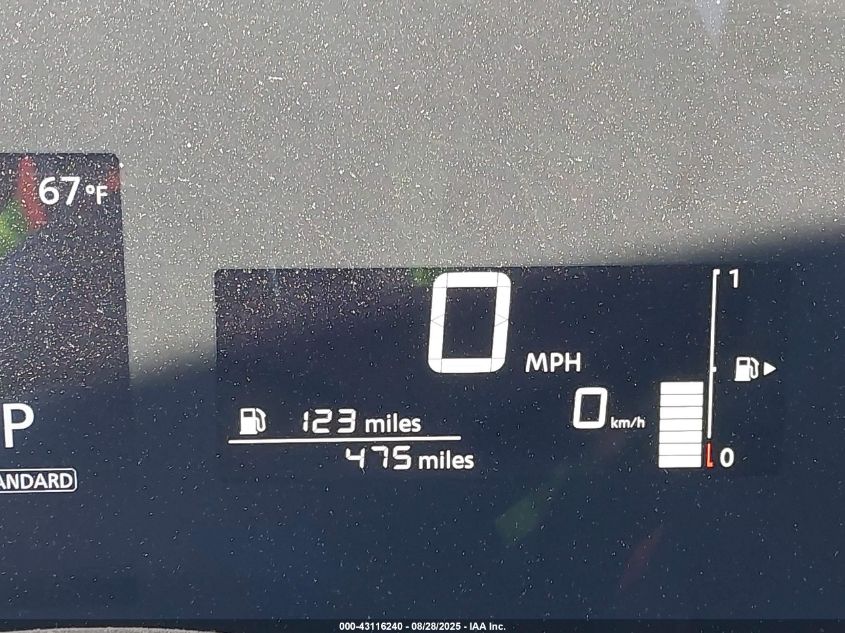 67°F
0 MPH
1
0 km/h
123 miles
475 miles
0
P
ANDARD
000-43116240 - 08/28/2025 - IAA Inc.